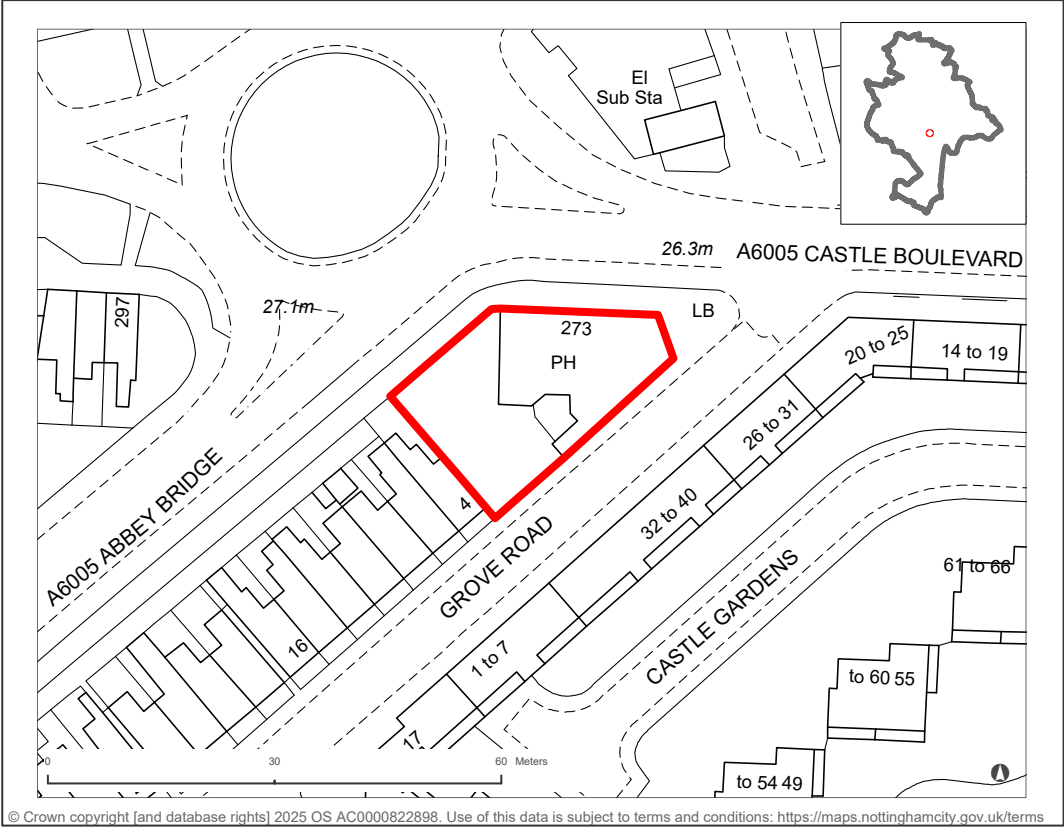 El
Sub Sta
26.3m
A6005 CASTLE BOULEVARD
27.1m
297
LB
273
PH
20 to 25
14 to 19
26 to 31
A6005 ABBEY BRIDGE
4
32 to 40
GROVE ROAD
CASTLE GARDENS
61 to 66
16
1 to 7
to 60 55
17
to 54 49
0
30
60 Meters
© Crown copyright [and database rights] 2025 OS AC0000822898. Use of this data is subject to terms and conditions: https://maps.nottinghamcity.gov.uk/terms